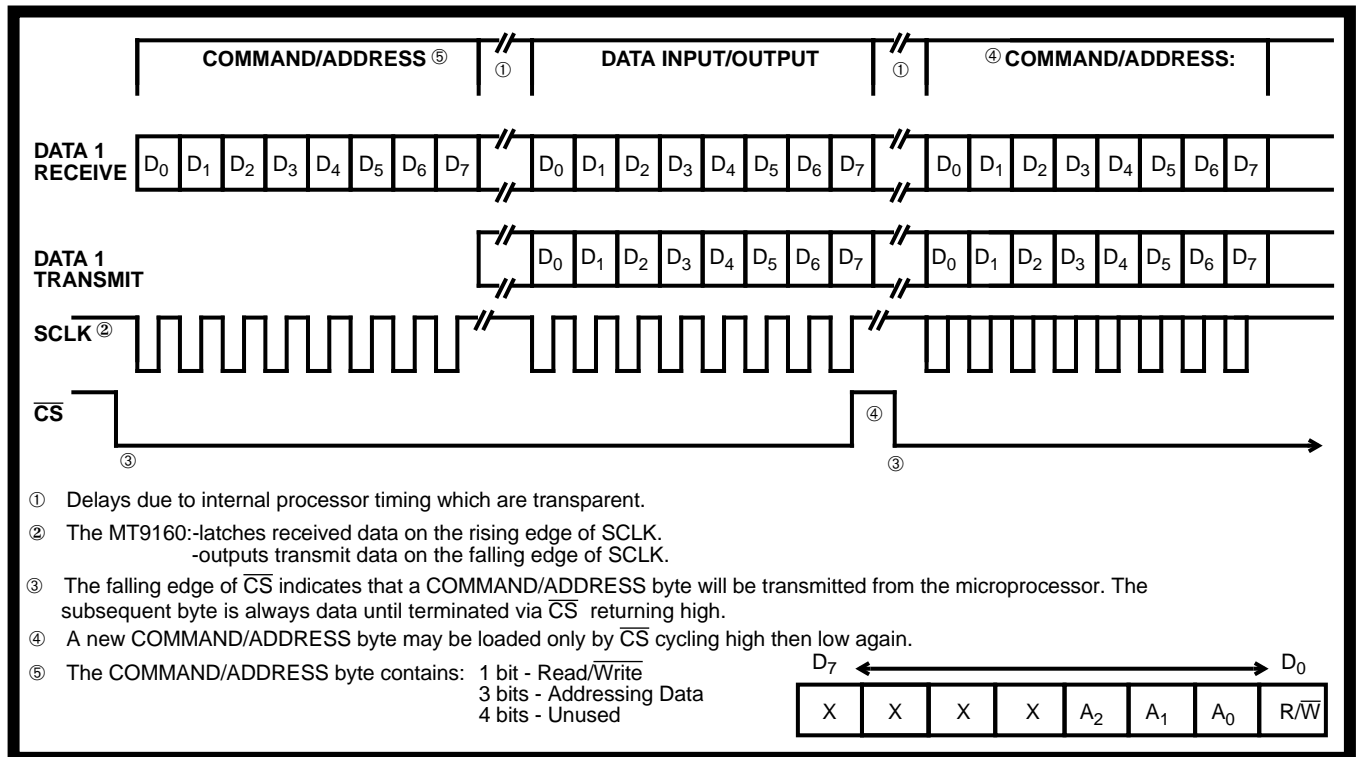 COMMAND/ADDRESS ⑤
①
DATA INPUT/OUTPUT
①
④ COMMAND/ADDRESS:
DATA 1
RECEIVE
D0 D1 D2 D3 D4 D5 D6 D7
D0 D1 D2 D3 D4 D5 D6 D7
D0 D1 D2 D3 D4 D5 D6 D7
DATA 1
TRANSMIT
D0 D1 D2 D3 D4 D5 D6 D7
D0 D1 D2 D3 D4 D5 D6 D7
SCLK ②
C̅S̅
④
③
③
① Delays due to internal processor timing which are transparent.
② The MT9160:-latches received data on the rising edge of SCLK.
-outputs transmit data on the falling edge of SCLK.
③ The falling edge of C̅S̅ indicates that a COMMAND/ADDRESS byte will be transmitted from the microprocessor. The
subsequent byte is always data until terminated via C̅S̅ returning high.
④ A new COMMAND/ADDRESS byte may be loaded only by C̅S̅ cycling high then low again.
⑤ The COMMAND/ADDRESS byte contains: 1 bit - Read/W̅r̅i̅t̅e̅
3 bits - Addressing Data
4 bits - Unused
D7 D0
X X X X A2 A1 A0 R/W̅